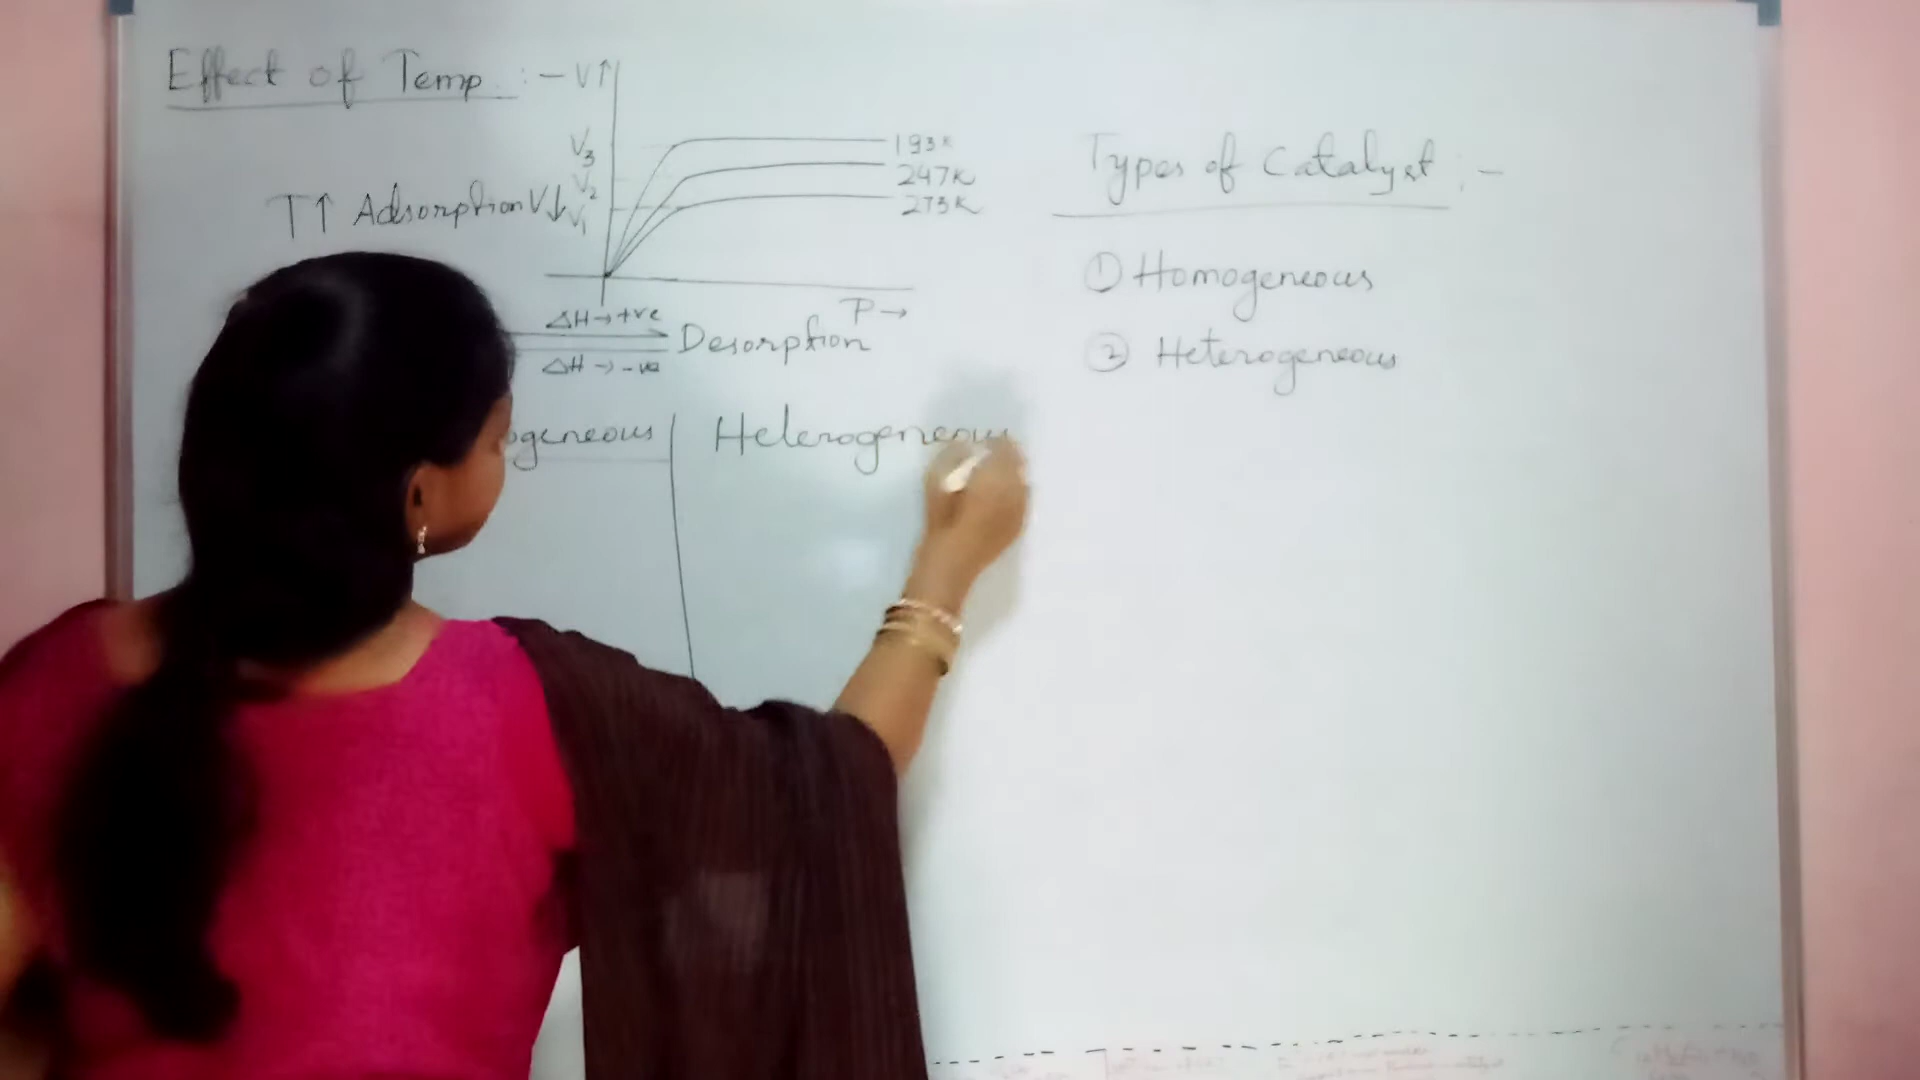 Effect of Temp :- V↑
V3
V2
V1
193K
247K
273K
T↑ Adsorption V↓
P→
ΔH→+ve
Desorption
ΔH→-ve
ogeneous
Heterogeneous
Types of Catalyst :-
① Homogeneous
② Heterogeneous